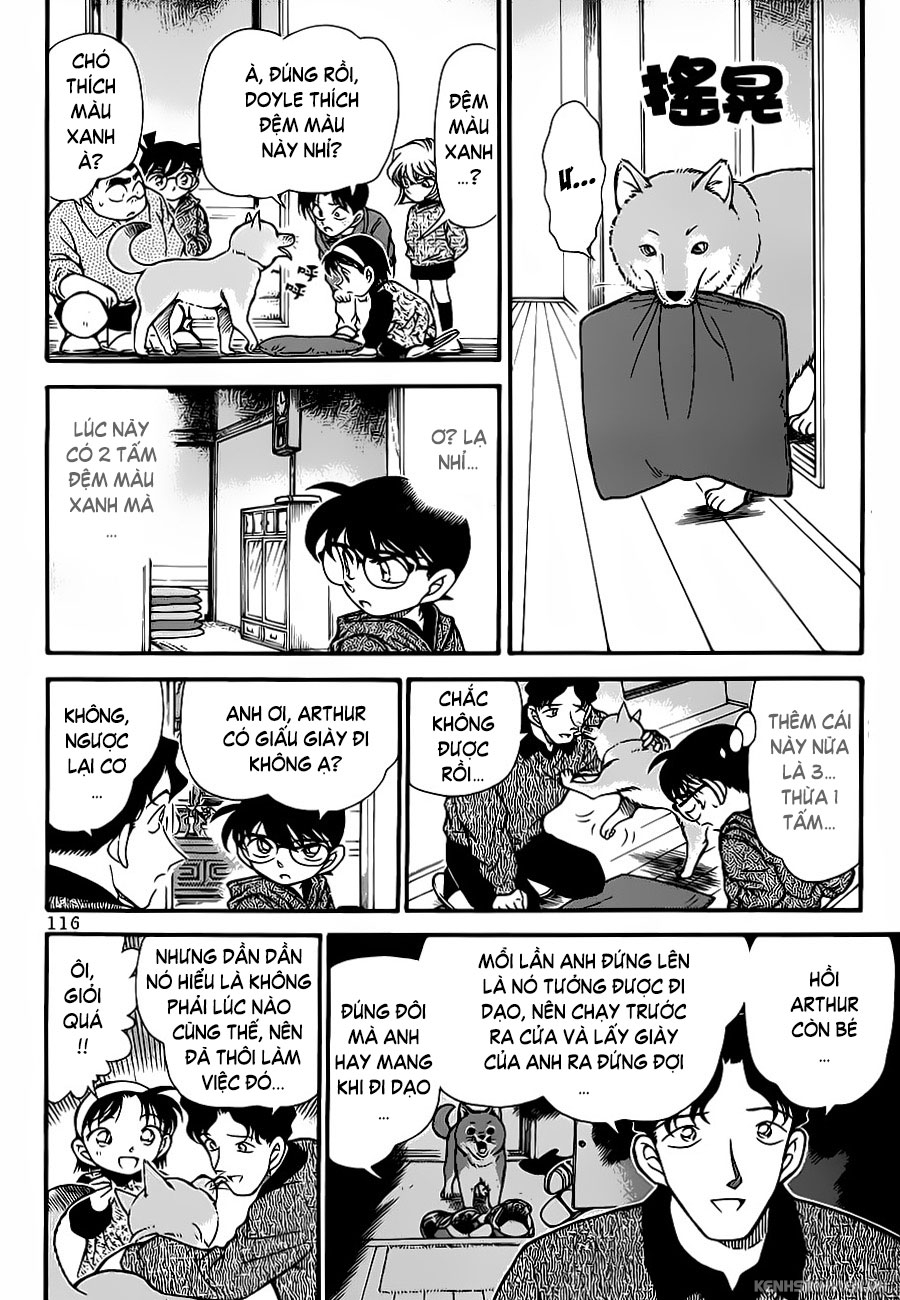 搖晃
Ư...
ĐỆM
MÀU
XANH
...?
À, ĐÚNG RỒI,
DOYLE THÍCH
ĐỆM MÀU
NÀY NHỈ?
CHÓ
THÍCH
MÀU
XANH
À?
呼
呼
Ơ? LẠ
NHỈ...
LÚC NÀY
CÓ 2 TẤM
ĐỆM MÀU
XANH MÀ
...
THÊM CÁI
NÀY NỮA
LÀ 3...
THỪA 1
TẤM...
CHẮC
KHÔNG
ĐƯỢC
RỒI...
ANH ƠI, ARTHUR
CÓ GIẤU GIÀY ĐI
KHÔNG Ạ?
KHÔNG,
NGƯỢC
LẠI CƠ
...
116
HỒI
ARTHUR
CÒN BÉ
...
MỔI LẦN ANH ĐỨNG LÊN
LÀ NÓ TƯỞNG ĐƯỢC ĐI
DẠO, NÊN CHẠY TRƯỚC
RA CỬA VÀ LẤY GIÀY
CỦA ANH RA ĐỨNG ĐỢI
...
ĐÚNG ĐÔI
MÀ ANH
HAY MANG
KHI ĐI DẠO
...
NHƯNG DẦN DẦN
NÓ HIỂU LÀ KHÔNG
PHẢI LÚC NÀO
CŨNG THẾ, NÊN
ĐÃ THÔI LÀM
VIỆC ĐÓ...
ÔI,
GIỎI
QUÁ
!!